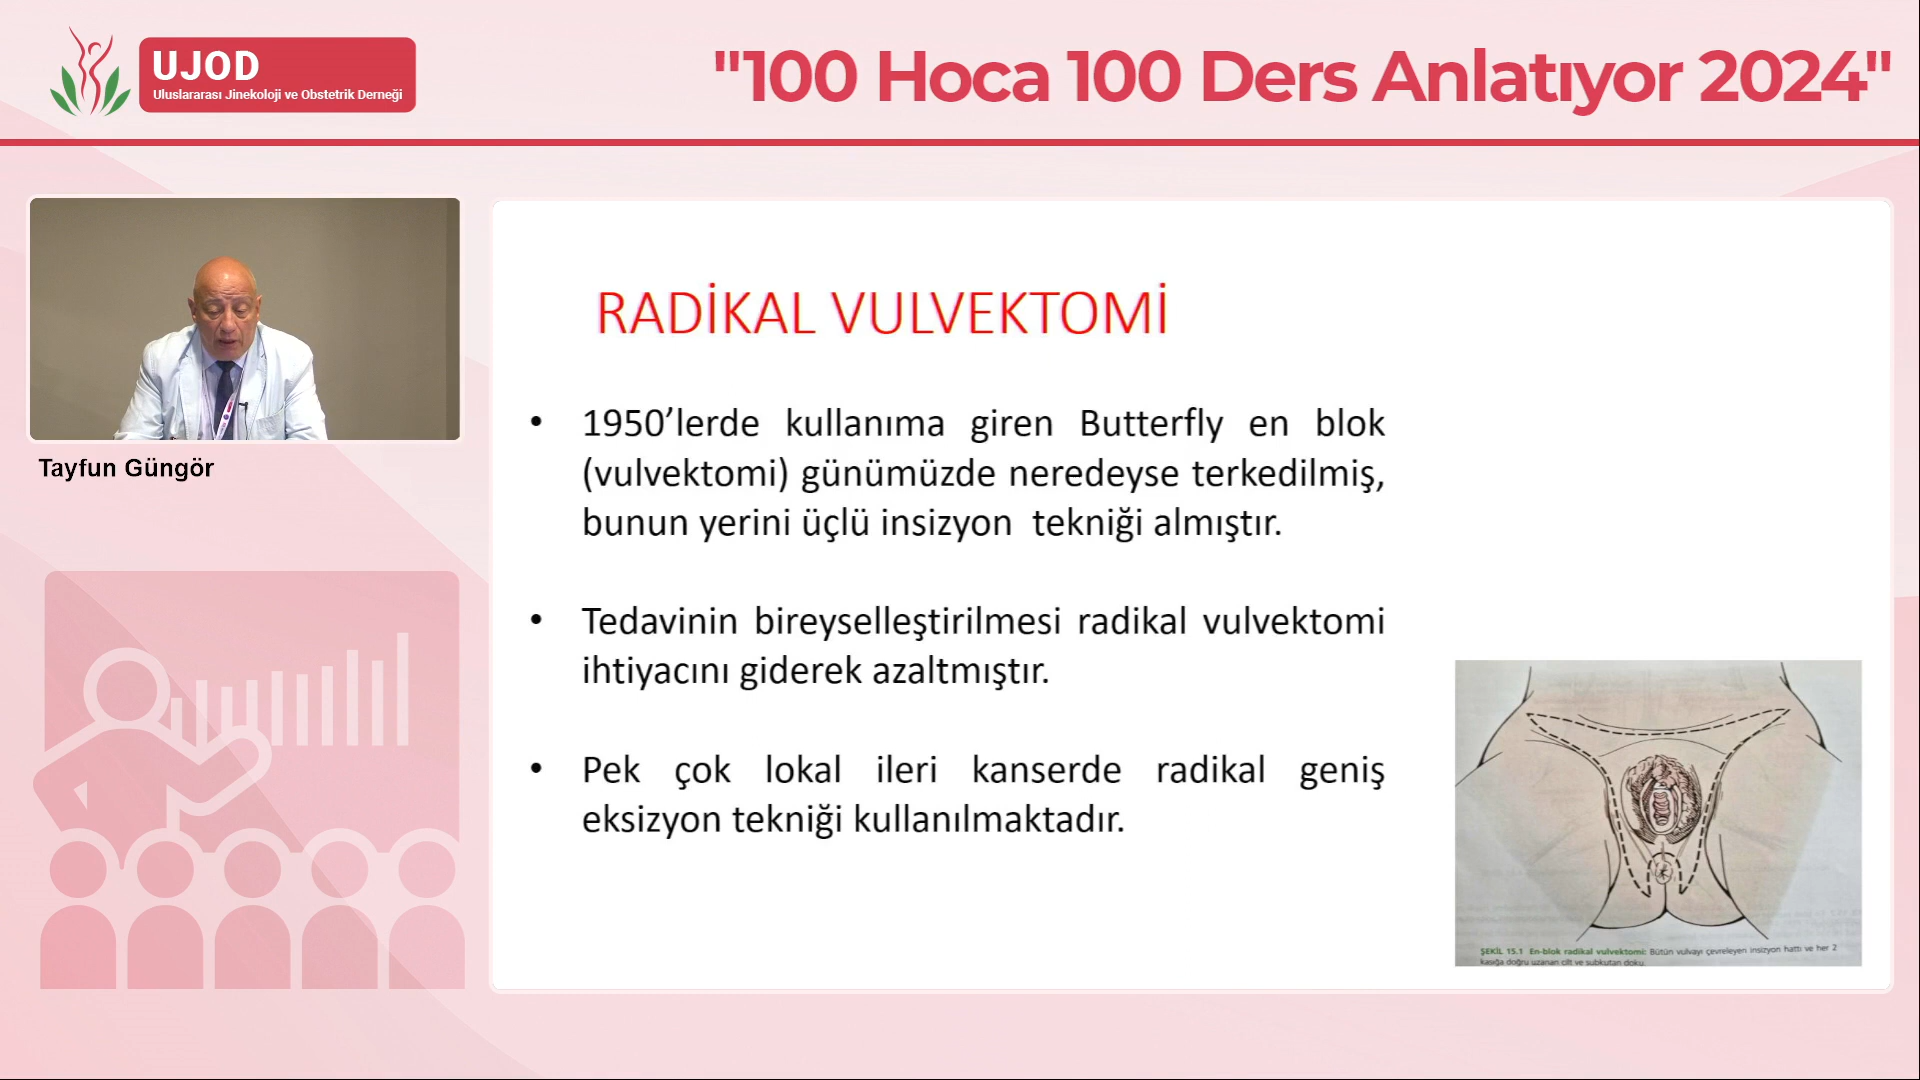 UJOD
Uluslararası Jinekoloji ve Obstetrik Derneği
"100 Hoca 100 Ders Anlatıyor 2024"
Tayfun Güngör
RADİKAL VULVEKTOMİ
• 1950’lerde kullanıma giren Butterfly en blok
(vulvektomi) günümüzde neredeyse terkedilmiş,
bunun yerini üçlü insizyon tekniği almıştır.
• Tedavinin bireyselleştirilmesi radikal vulvektomi
ihtiyacını giderek azaltmıştır.
• Pek çok lokal ileri kanserde radikal geniş
eksizyon tekniği kullanılmaktadır.
ŞEKİL 15.1 En-blok radikal vulvektomi: Bütün vulvayı çevreleyen insizyon hattı ve her 2
kasığa doğru uzanan cilt ve subkutan doku.